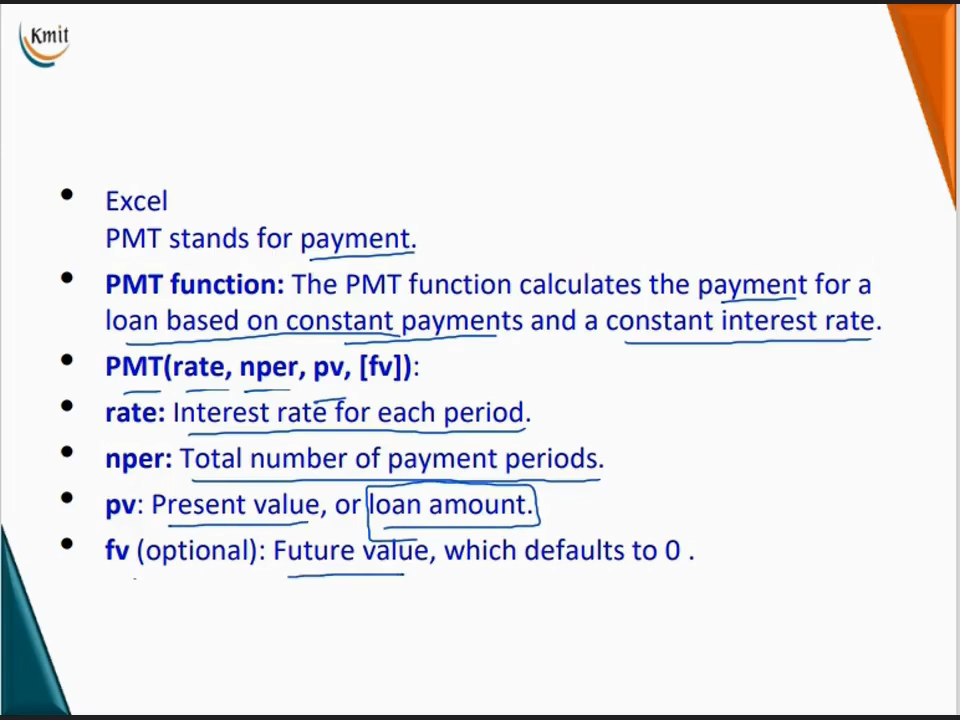 Kmit
Excel
PMT stands for payment.
PMT function: The PMT function calculates the payment for a
loan based on constant payments and a constant interest rate.
PMT(rate, nper, pv, [fv]):
rate: Interest rate for each period.
nper: Total number of payment periods.
pv: Present value, or loan amount.
fv (optional): Future value, which defaults to 0 .